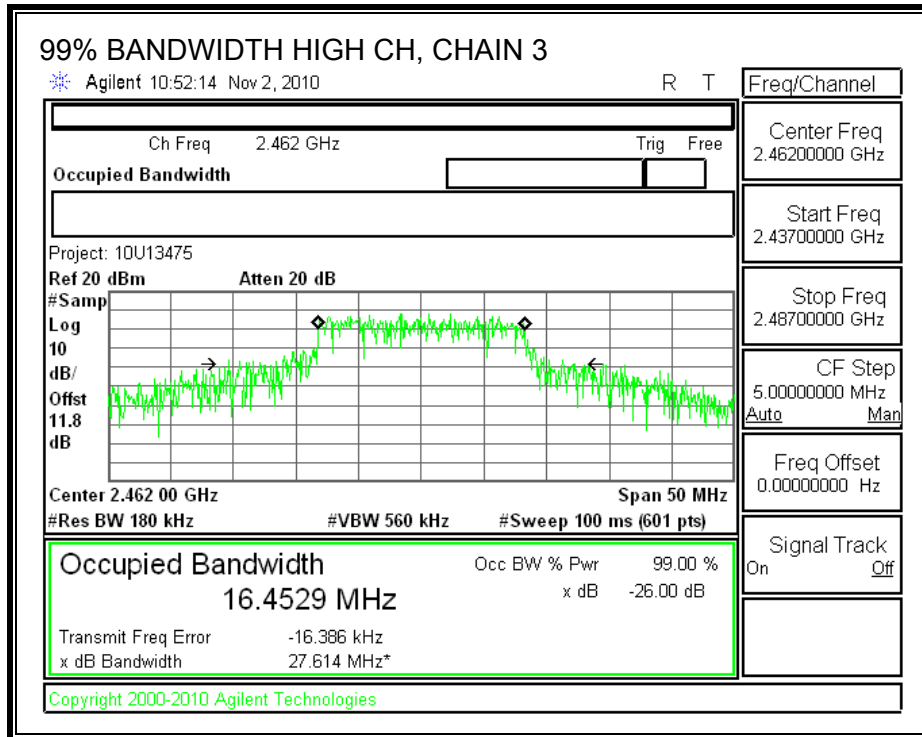 99% BANDWIDTH HIGH CH, CHAIN 3
Agilent 10:52:14 Nov 2, 2010 R T
Freq/Channel
Ch Freq 2.462 GHz Trig Free
Occupied Bandwidth
Center Freq
2.46200000 GHz
Start Freq
2.43700000 GHz
Stop Freq
2.48700000 GHz
CF Step
5.00000000 MHz
Auto Man
Freq Offset
0.00000000 Hz
Signal Track
On Off
Project: 10U13475
Ref 20 dBm Atten 20 dB
#Samp
Log
10
dB/
Offst
11.8
dB
Center 2.462 00 GHz Span 50 MHz
#Res BW 180 kHz #VBW 560 kHz #Sweep 100 ms (601 pts)
Occupied Bandwidth Occ BW % Pwr 99.00 %
16.4529 MHz x dB -26.00 dB
Transmit Freq Error -16.386 kHz
x dB Bandwidth 27.614 MHz*
Copyright 2000-2010 Agilent Technologies